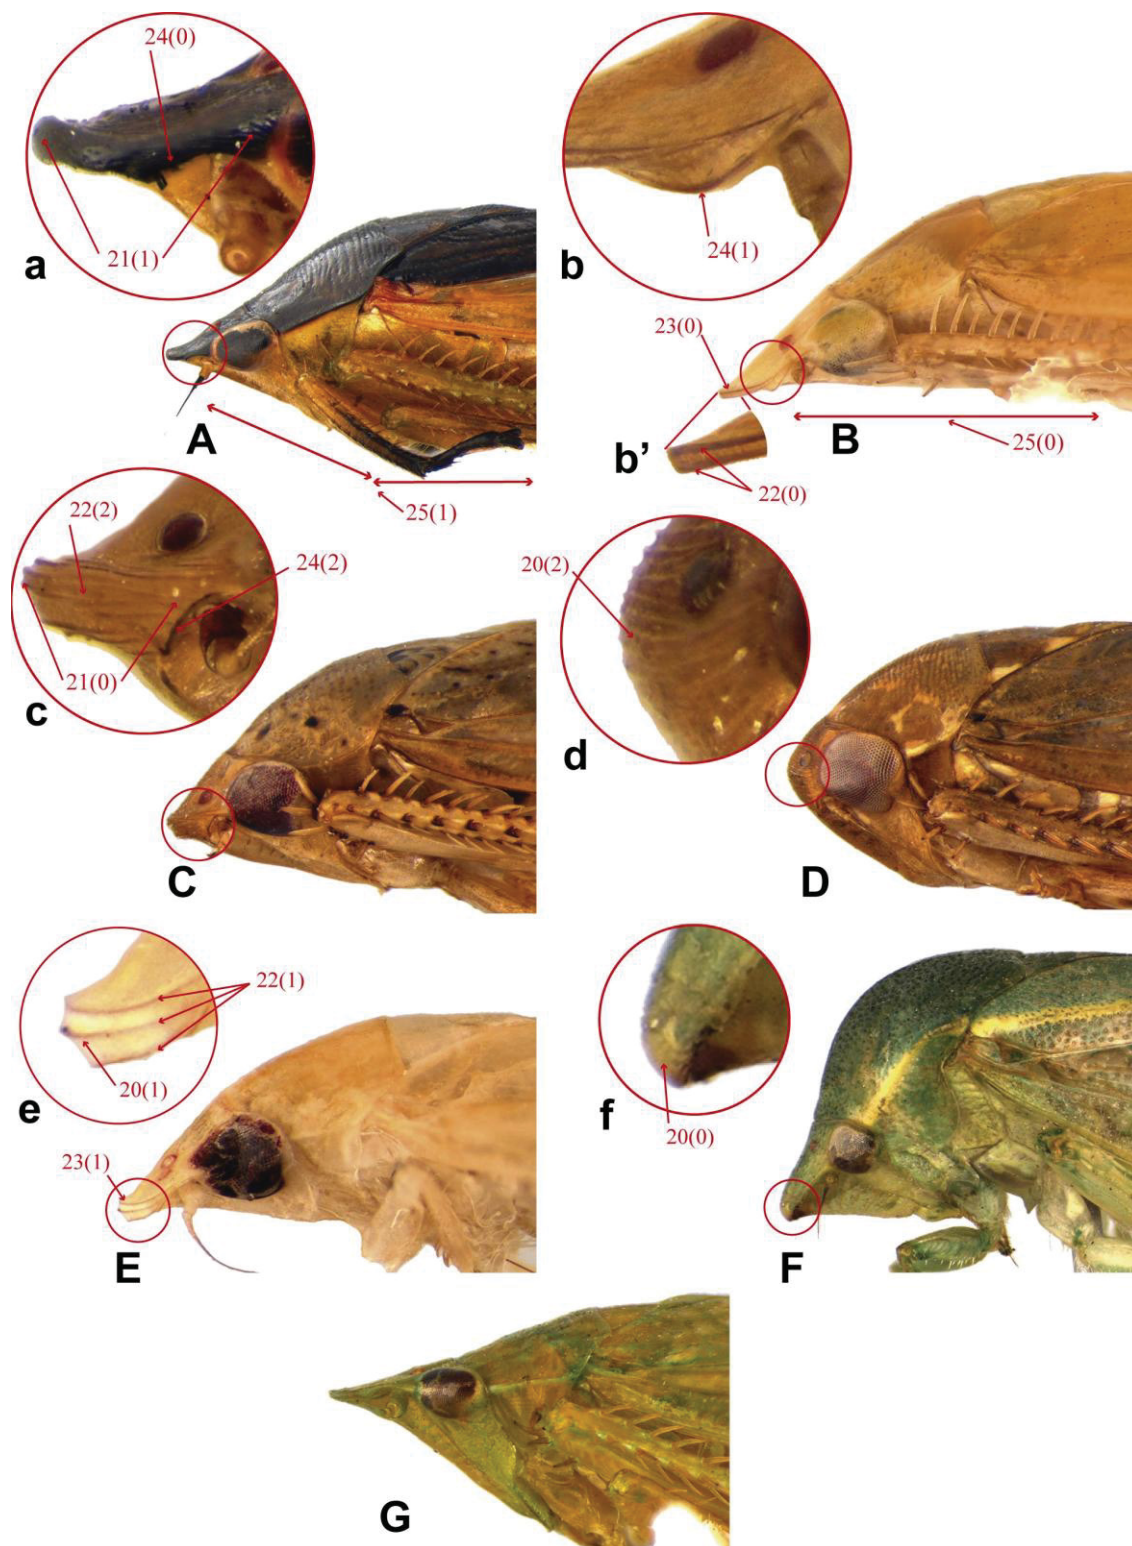 24(0)
21(1)
a
A
25(1)
24(1)
b
23(0)
b’
B
22(0)
25(0)
22(2)
24(2)
21(0)
c
C
20(2)
d
D
22(1)
20(1)
e
23(1)
E
20(0)
f
F
G